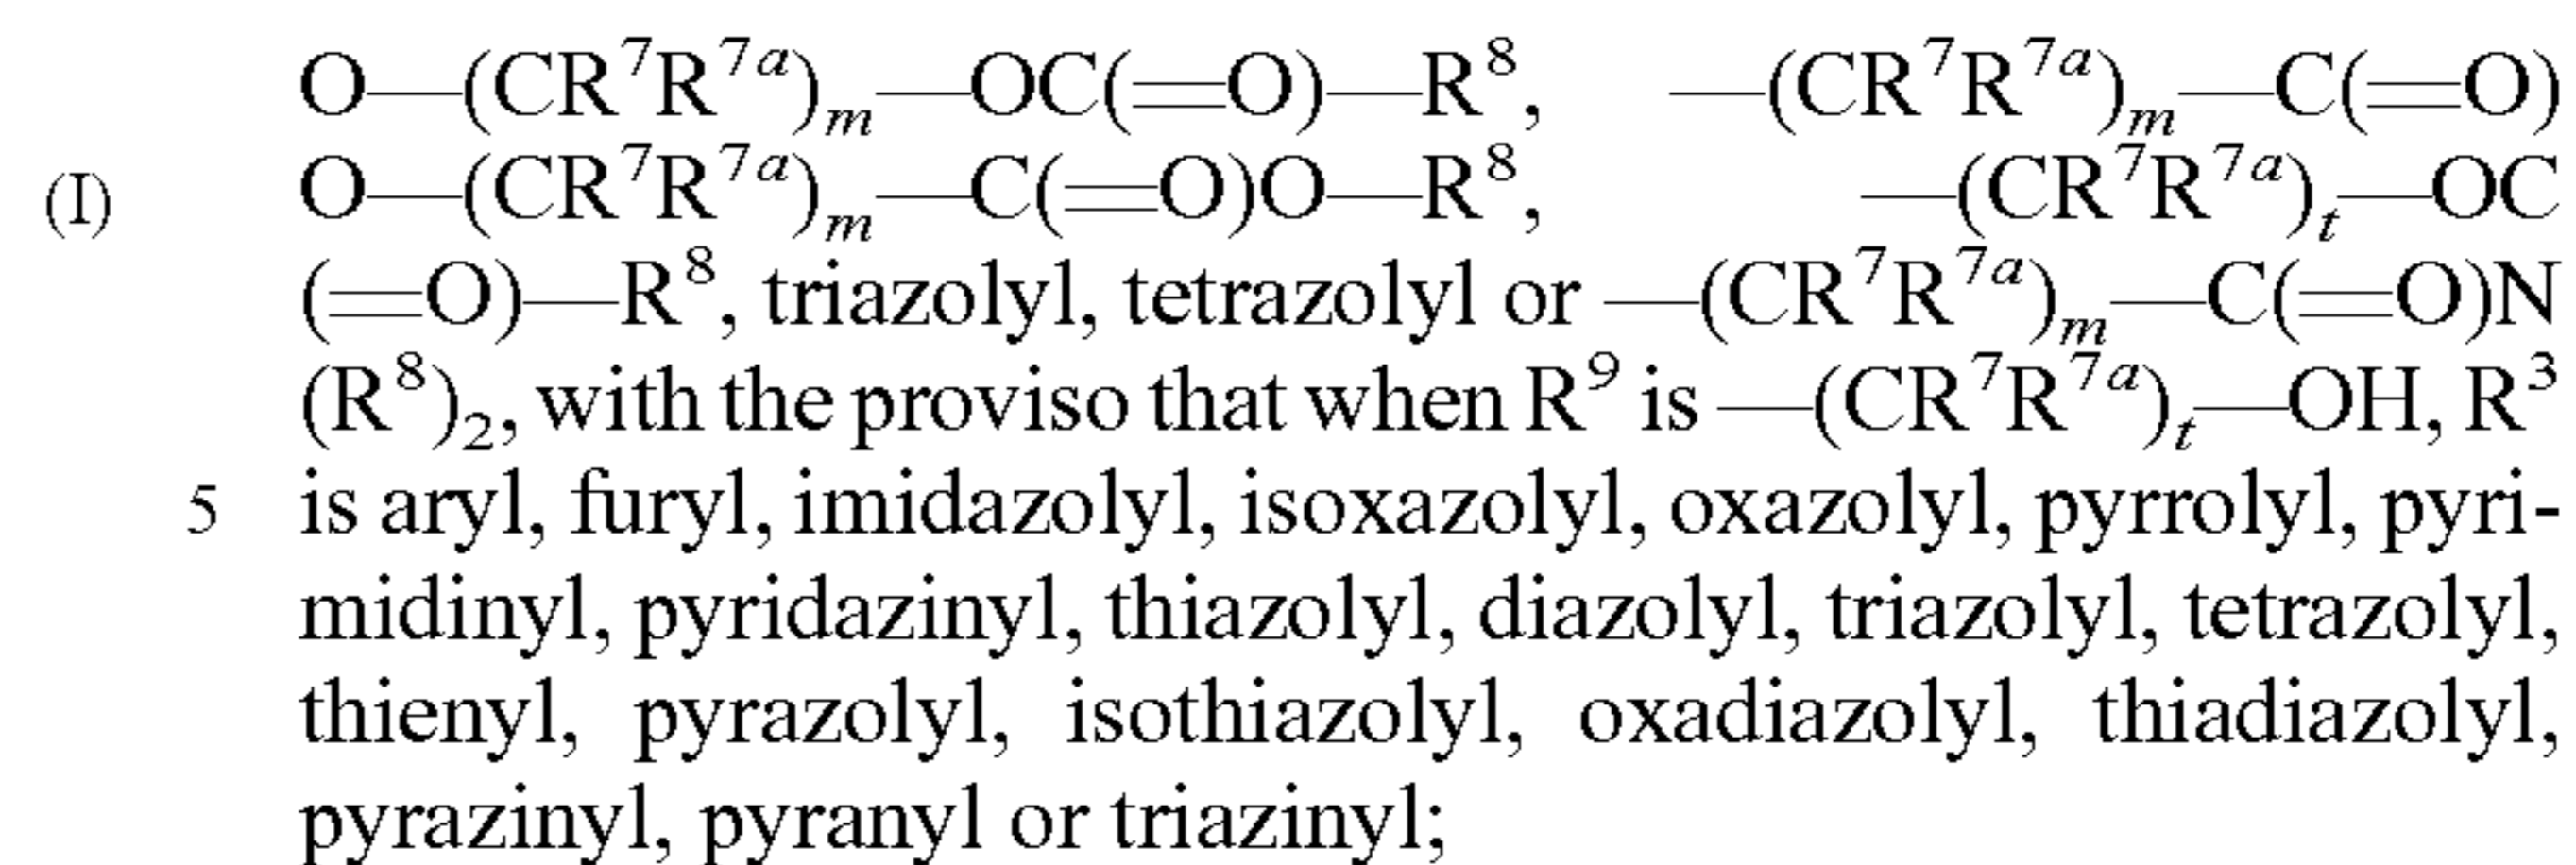 O—(CR⁷R⁷ᵃ)ₘ—OC(=O)—R⁸, —(CR⁷R⁷ᵃ)ₘ—C(=O)
(I) O—(CR⁷R⁷ᵃ)ₘ—C(=O)O—R⁸, —(CR⁷R⁷ᵃ)ₜ—OC
(=O)—R⁸, triazolyl, tetrazolyl or —(CR⁷R⁷ᵃ)ₘ—C(=O)N
(R⁸)₂, with the proviso that when R⁹ is —(CR⁷R⁷ᵃ)ₜ—OH, R³
5 is aryl, furyl, imidazolyl, isoxazolyl, oxazolyl, pyrrolyl, pyri-
midinyl, pyridazinyl, thiazolyl, diazolyl, triazolyl, tetrazolyl,
thienyl, pyrazolyl, isothiazolyl, oxadiazolyl, thiadiazolyl,
pyrazinyl, pyranyl or triazinyl;